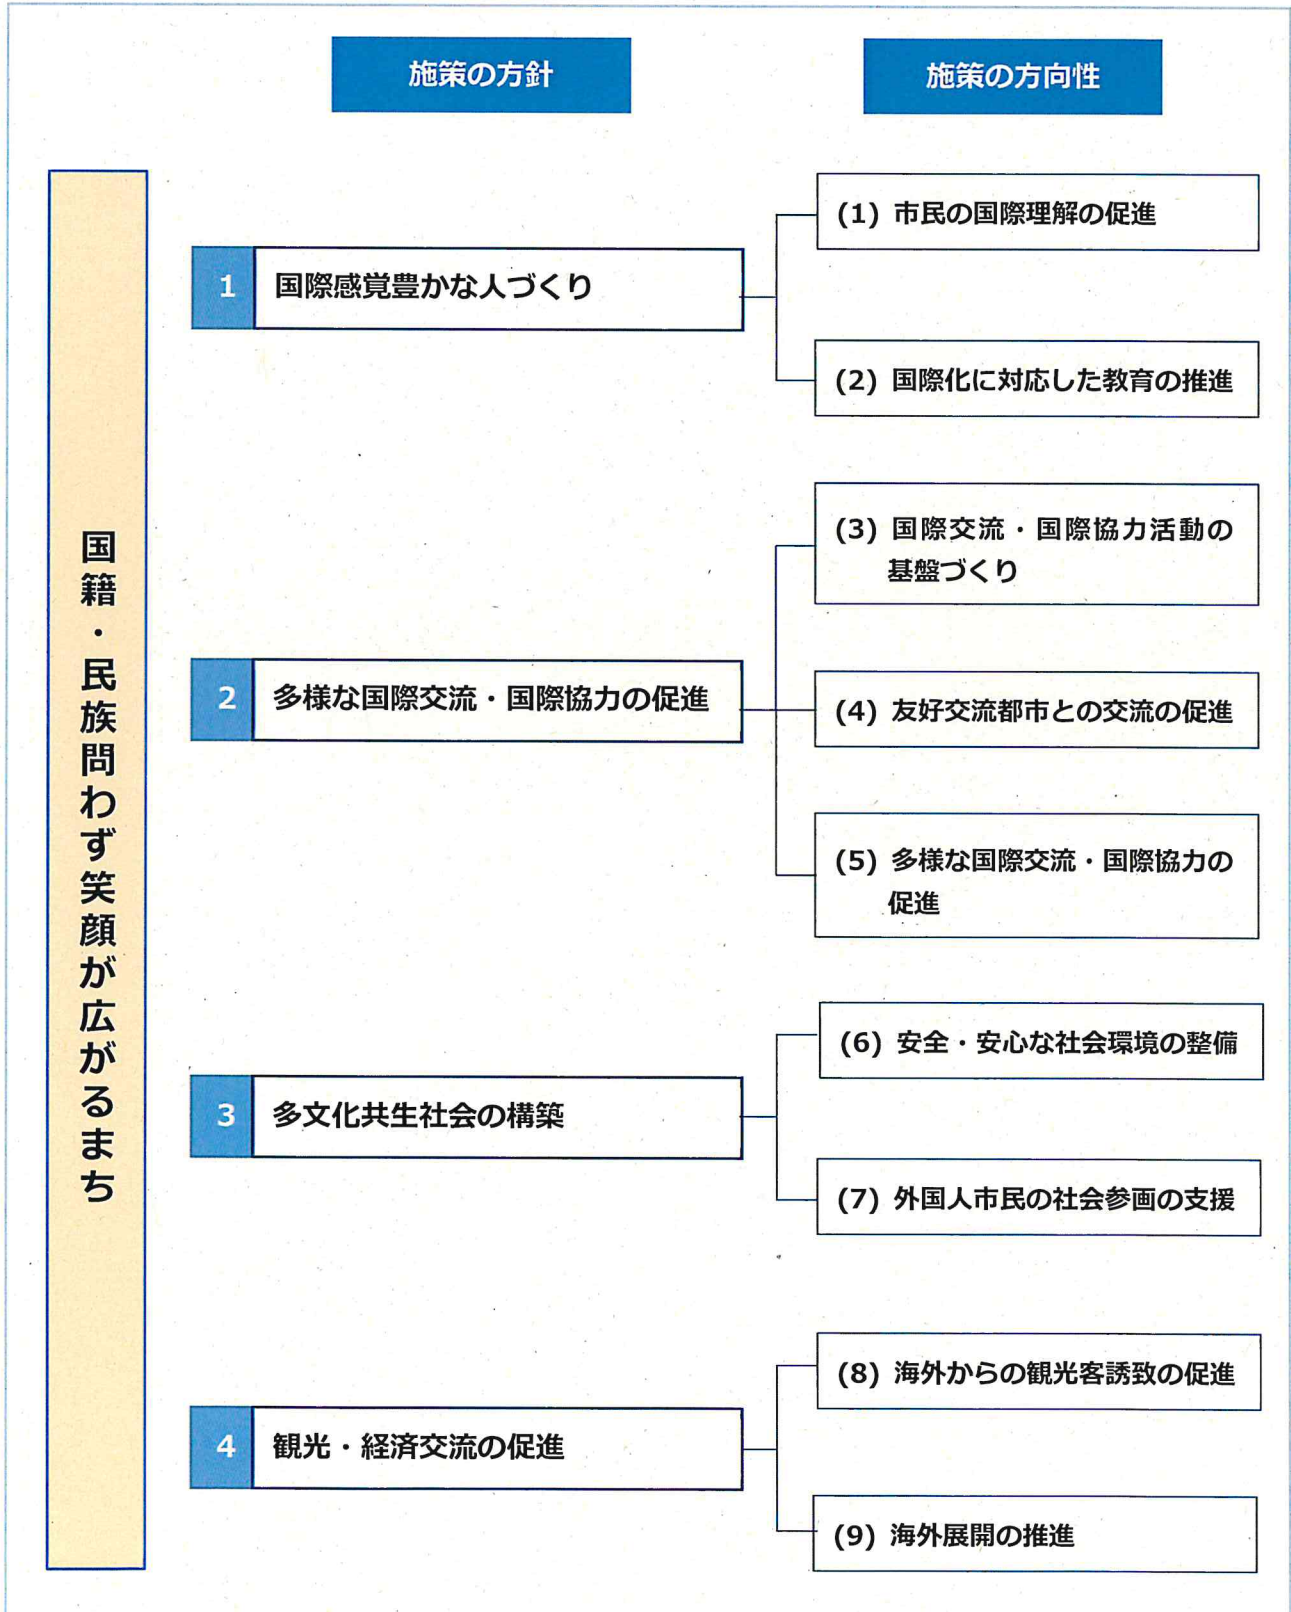 施策の方針
施策の方向性
国籍・民族問わず笑顔が広がるまち
1 国際感覚豊かな人づくり
(1) 市民の国際理解の促進
(2) 国際化に対応した教育の推進
2 多様な国際交流・国際協力の促進
(3) 国際交流・国際協力活動の
基盤づくり
(4) 友好交流都市との交流の促進
(5) 多様な国際交流・国際協力の
促進
3 多文化共生社会の構築
(6) 安全・安心な社会環境の整備
(7) 外国人市民の社会参画の支援
4 観光・経済交流の促進
(8) 海外からの観光客誘致の促進
(9) 海外展開の推進